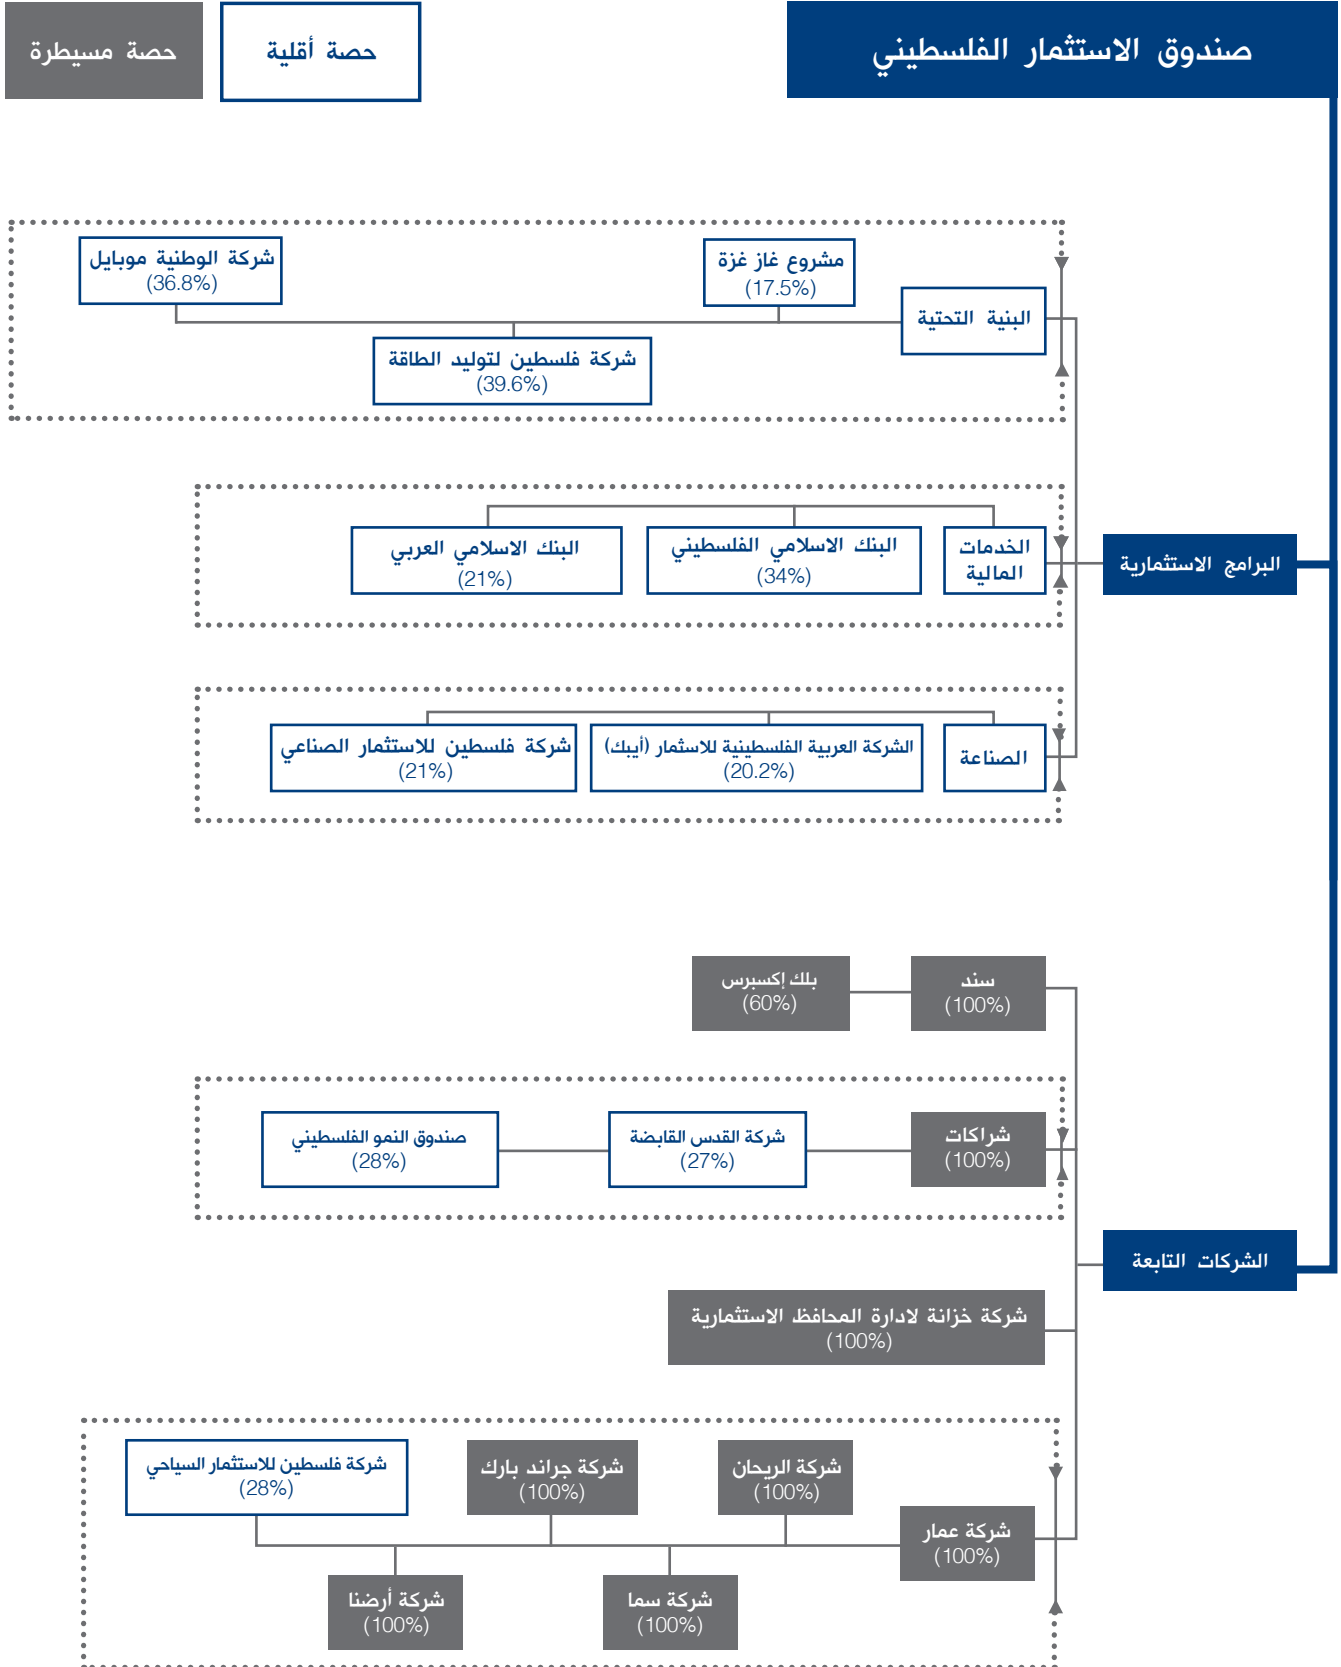 صندوق الاستثمار الفلسطيني
حصة أقلية
حصة مسيطرة
مشروع غاز غزة
(17.5%)
شركة الوطنية موبايل
(36.8%)
البنية التحتية
شركة فلسطين لتوليد الطاقة
(39.6%)
البرامج الاستثمارية
الخدمات
المالية
البنك الاسلامي الفلسطيني
(34%)
البنك الاسلامي العربي
(21%)
الصناعة
الشركة العربية الفلسطينية للاسثمار (أيبك)
(20.2%)
شركة فلسطين للاستثمار الصناعي
(21%)
سند
(100%)
بلك إكسبرس
(60%)
شراكات
(100%)
شركة القدس القابضة
(27%)
صندوق النمو الفلسطيني
(28%)
الشركات التابعة
شركة خزانة لادارة المحافظ الاستثمارية
(100%)
شركة الريحان
(100%)
شركة جراند بارك
(100%)
شركة فلسطين للاستثمار السياحي
(28%)
شركة عمار
(100%)
شركة سما
(100%)
شركة أرضنا
(100%)